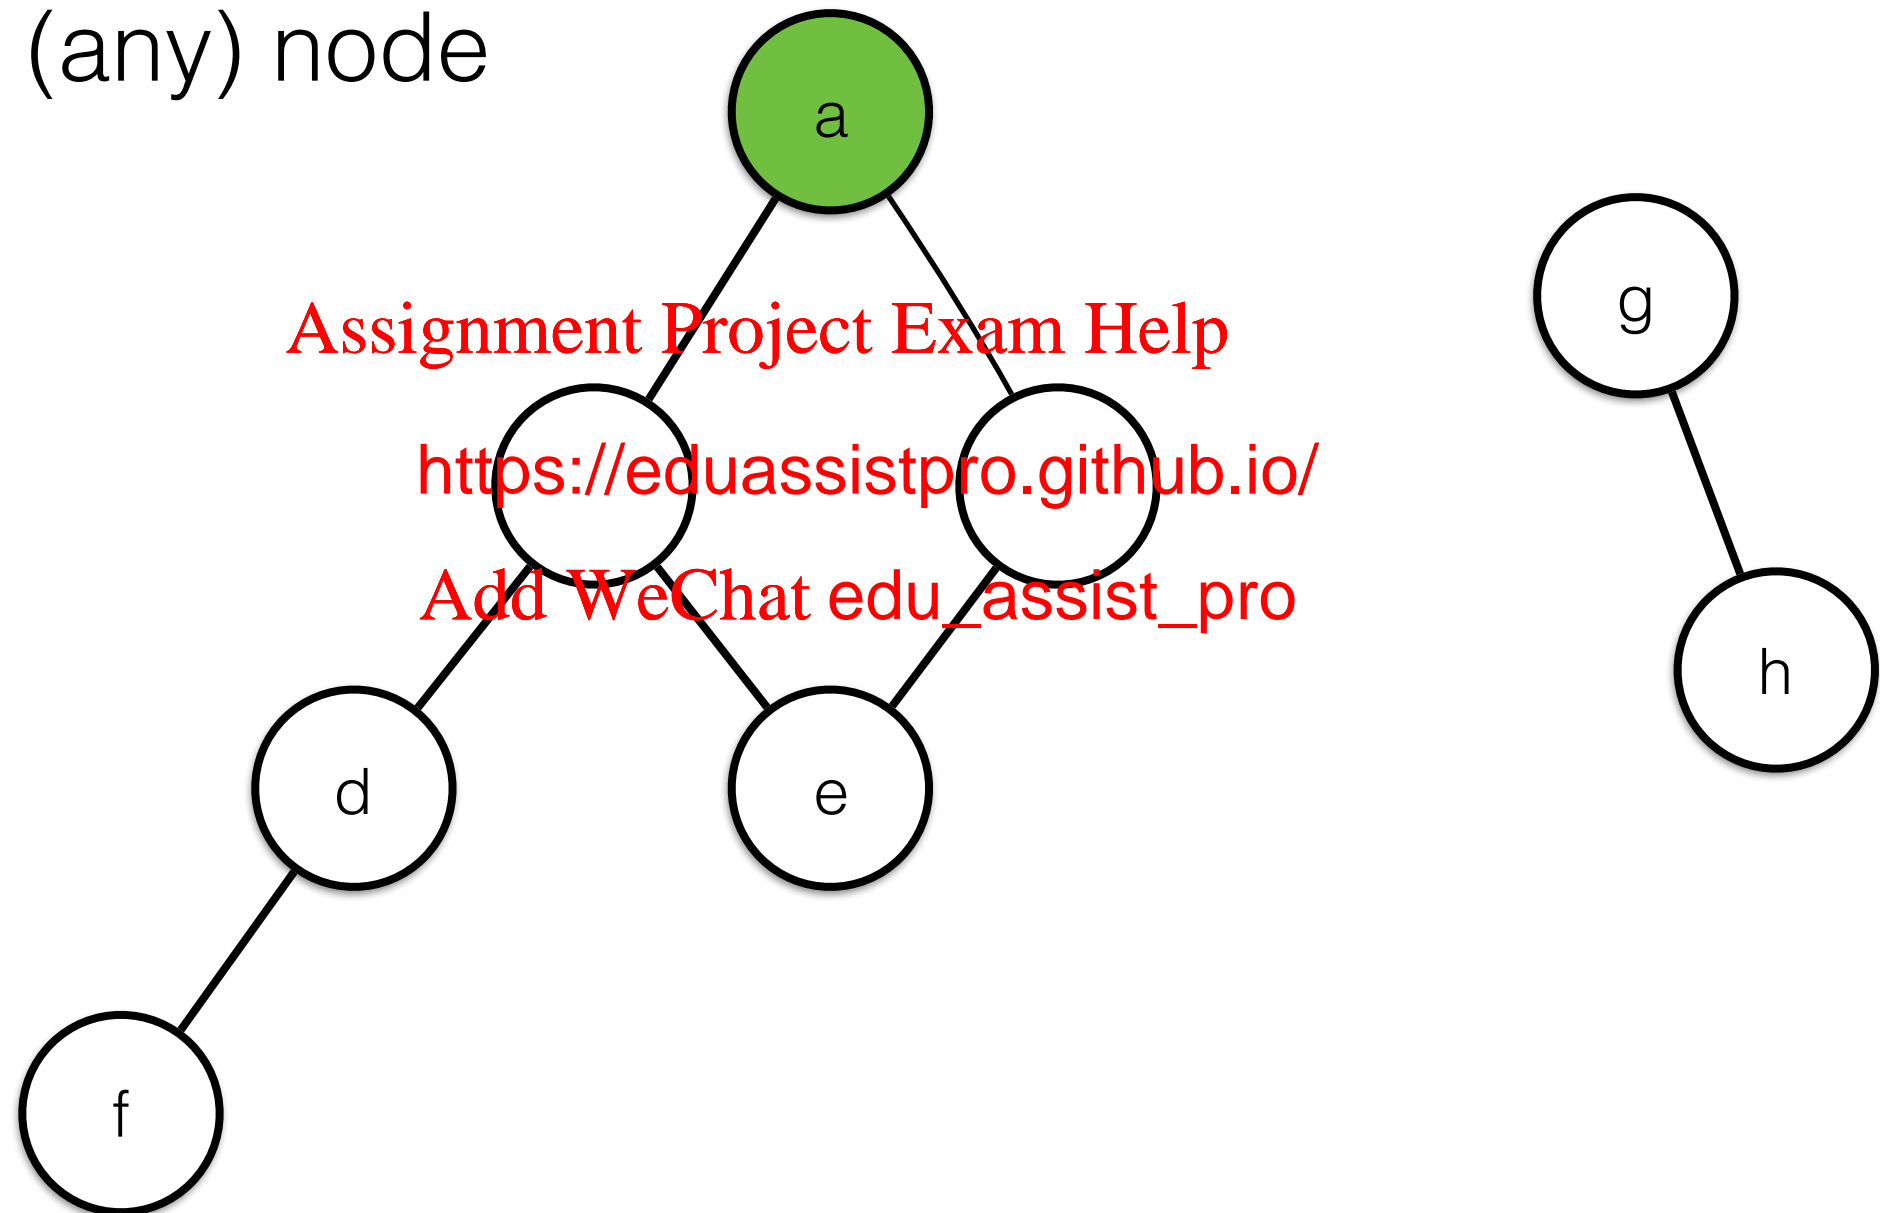 (any) node
a
Assignment Project Exam Help
g
https://eduassistpro.github.io/
Add WeChat edu_assist_pro
h
d
e
f